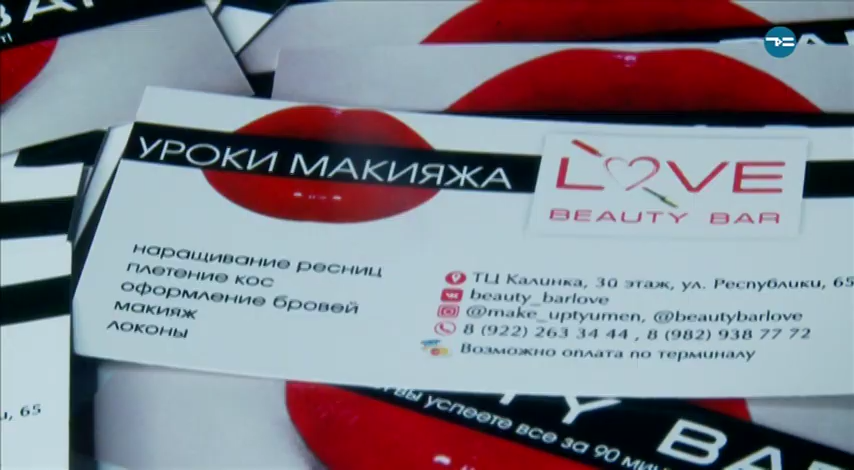 УРОКИ МАКИЯЖА
LOVE
BEAUTY BAR
наращивание ресниц
плетение кос
оформление бровей
макияж
локоны
ТЦ Калинка, 3й этаж, ул. Республики, 65
beauty_barlove
@make_uptyumen, @beautybarlove
8 (922) 263 34 44 , 8 (982) 938 77 72
Возможно оплата по терминалу
65
вы успеете все за 90 мин